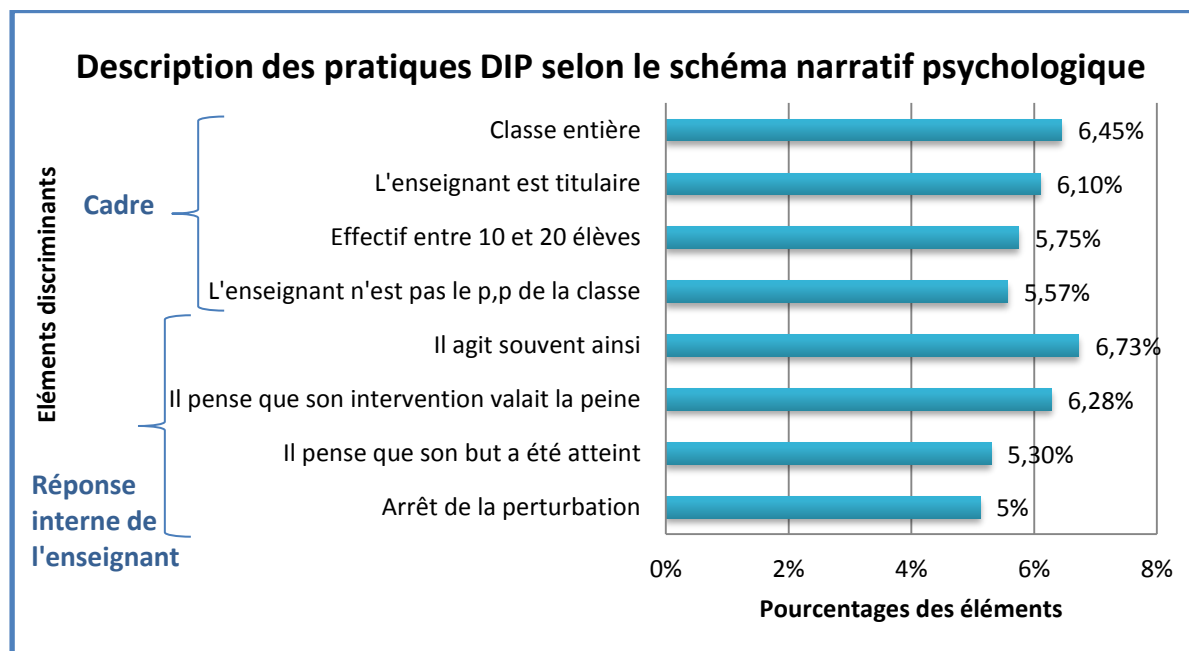 Description des pratiques DIP selon le schéma narratif psychologique
Eléments discriminants
Cadre
Classe entière
6,45%
L'enseignant est titulaire
6,10%
Effectif entre 10 et 20 élèves
5,75%
L'enseignant n'est pas le p,p de la classe
5,57%
Réponse
interne de
l'enseignant
Il agit souvent ainsi
6,73%
Il pense que son intervention valait la peine
6,28%
Il pense que son but a été atteint
5,30%
Arrêt de la perturbation
5%
0% 2% 4% 6% 8%
Pourcentages des éléments